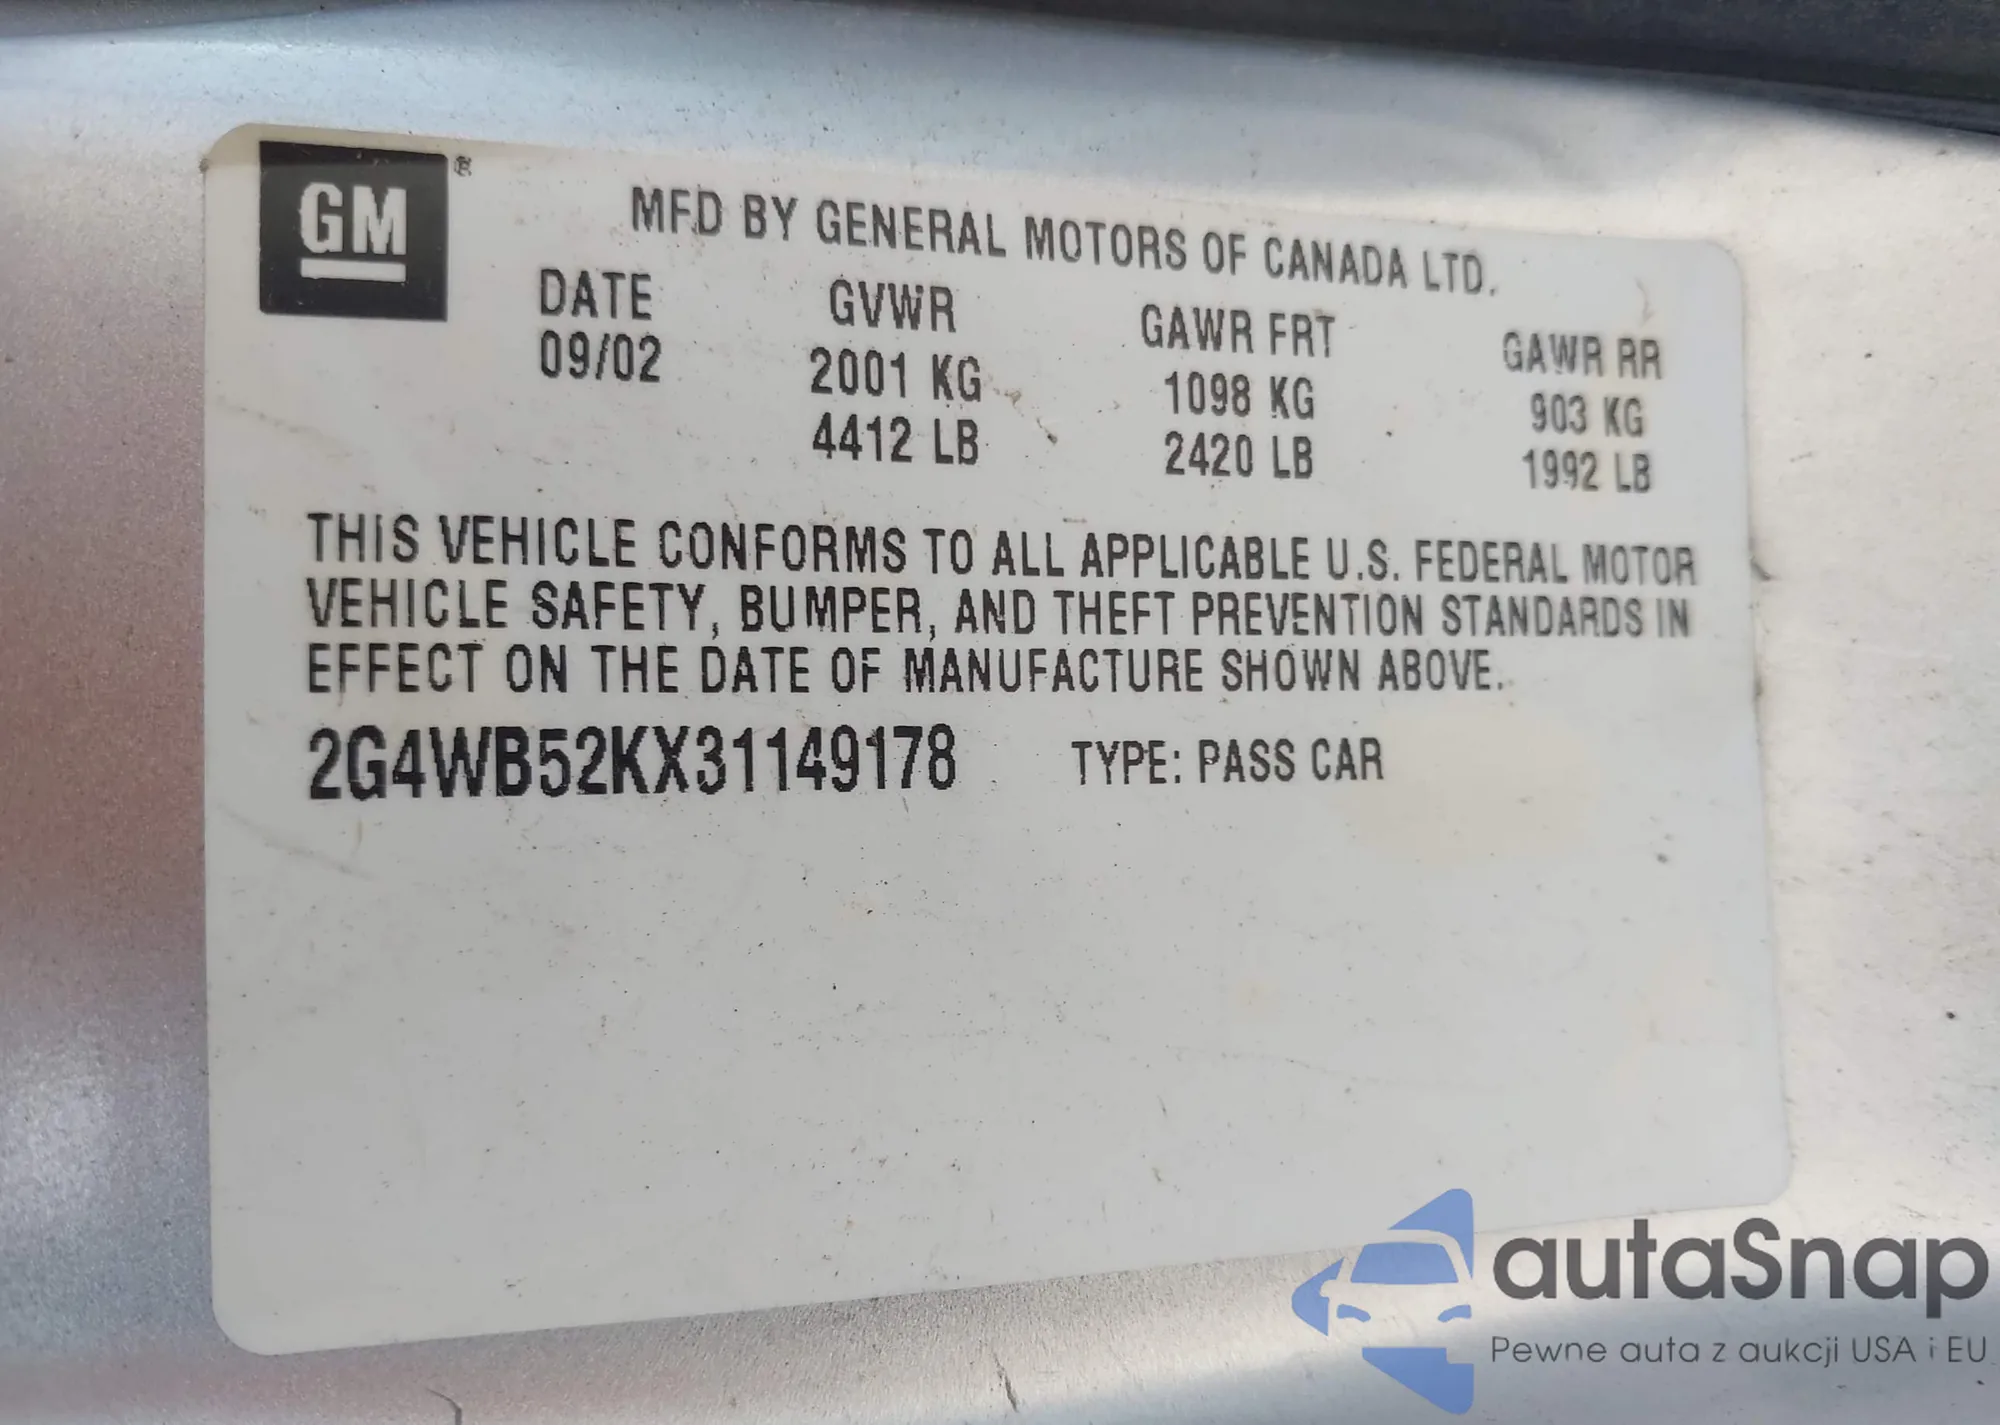 GM ®
MFD BY GENERAL MOTORS OF CANADA LTD.
DATE GVWR GAWR FRT GAWR RR
09/02 2001 KG 1098 KG 903 KG
4412 LB 2420 LB 1992 LB
THIS VEHICLE CONFORMS TO ALL APPLICABLE U.S. FEDERAL MOTOR
VEHICLE SAFETY, BUMPER, AND THEFT PREVENTION STANDARDS IN
EFFECT ON THE DATE OF MANUFACTURE SHOWN ABOVE.
2G4WB52KX31149178 TYPE: PASS CAR
autaSnap
Pewne auta z aukcji USA i EU